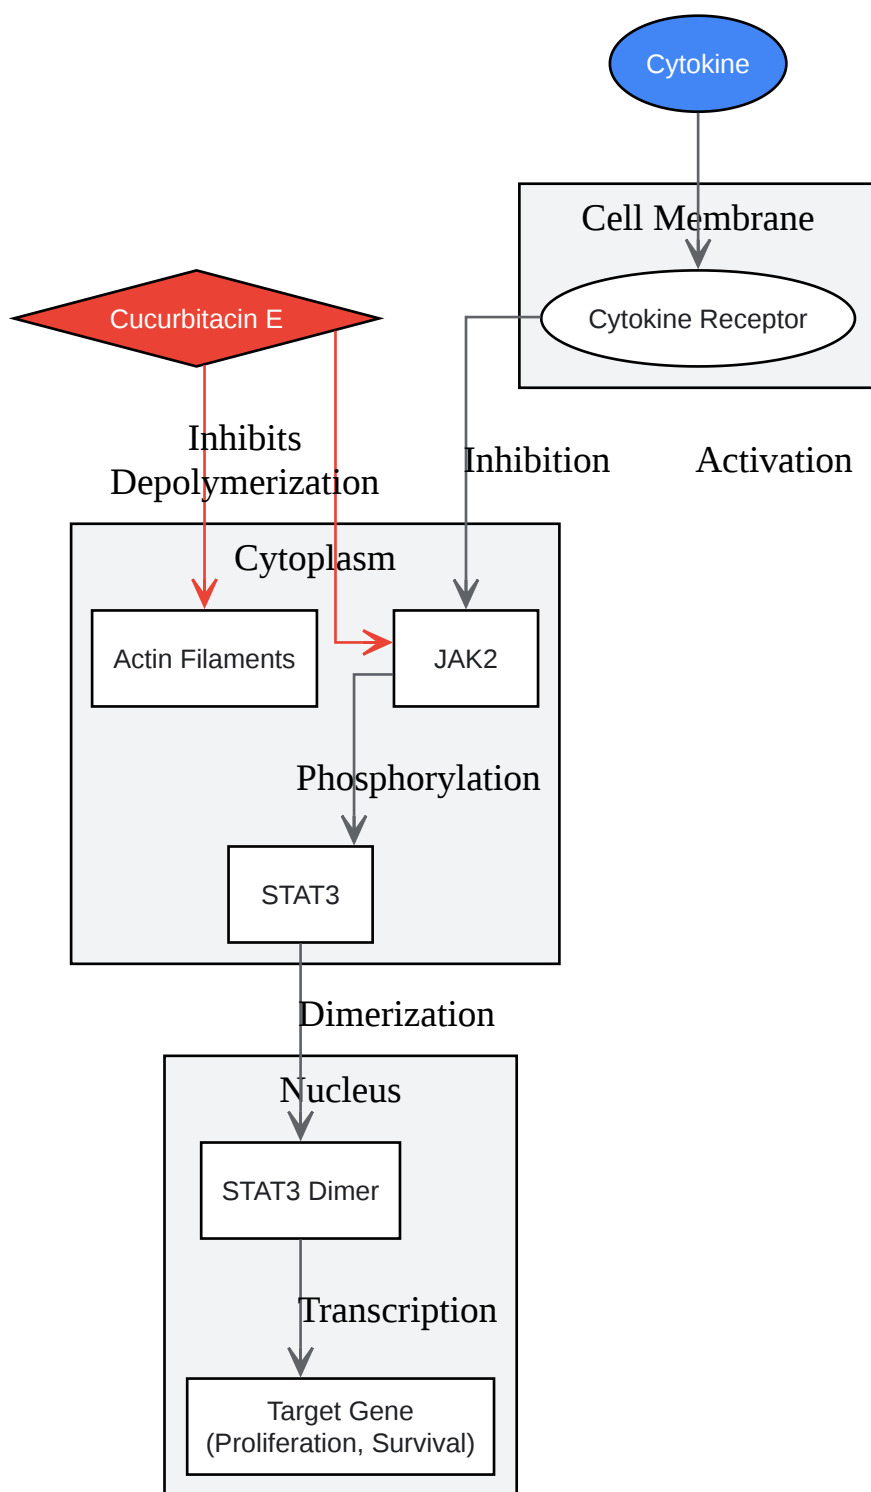 Cytokine
Cell Membrane
Cucurbitacin E
Cytokine Receptor
Inhibits
Depolymerization
Inhibition
Activation
Cytoplasm
Actin Filaments
JAK2
Phosphorylation
STAT3
Dimerization
Nucleus
STAT3 Dimer
Transcription
Target Gene
(Proliferation, Survival)